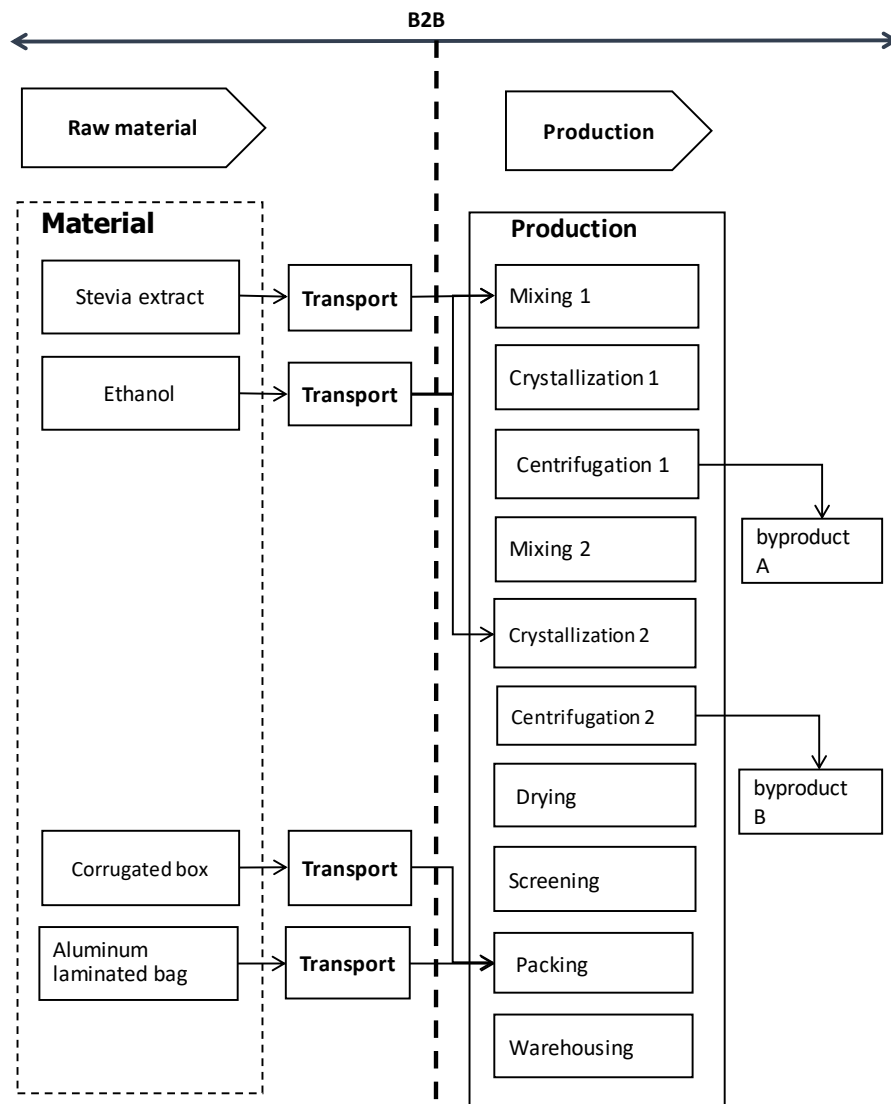 B2B
Raw material
Production
Material
Production
Stevia extract
Transport
Mixing 1
Ethanol
Transport
Crystallization 1
Centrifugation 1
byproduct
A
Mixing 2
Crystallization 2
Centrifugation 2
Drying
byproduct
B
Corrugated box
Transport
Screening
Aluminum
laminated bag
Transport
Packing
Warehousing